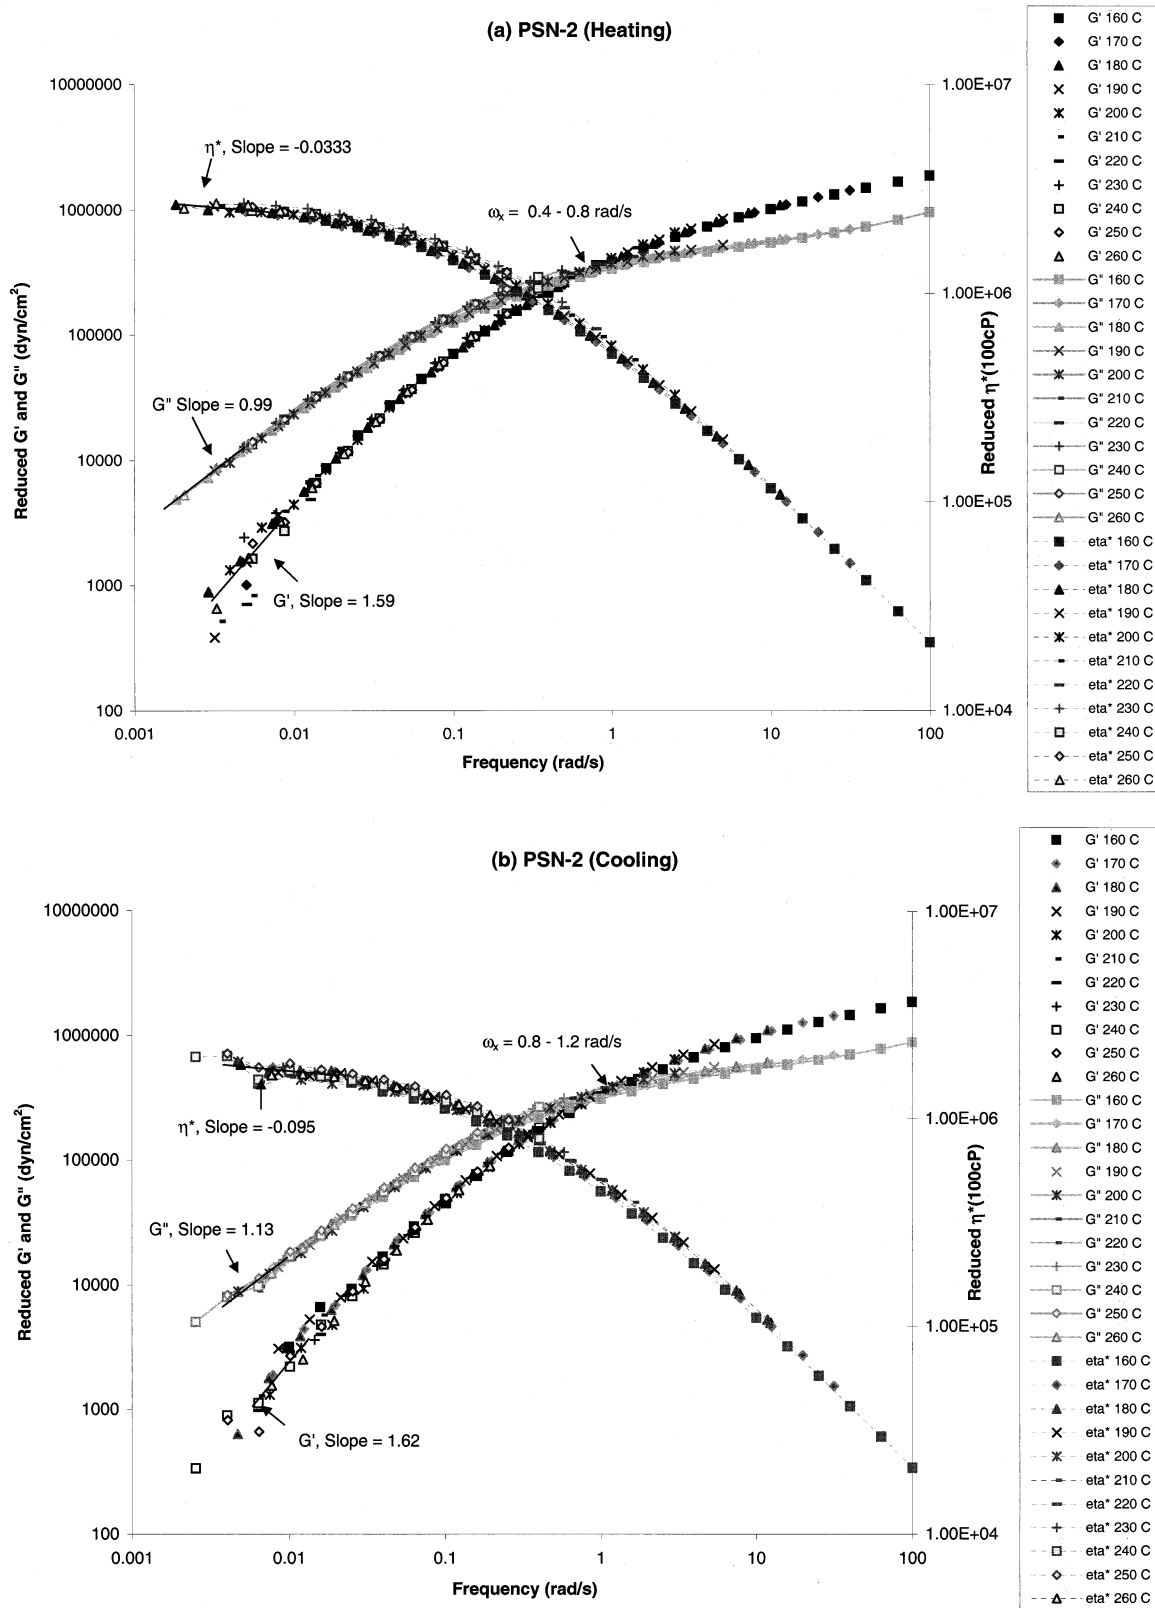 (a) PSN-2 (Heating)
10000000
1000000
100000
10000
1000
100
Reduced G' and G" (dyn/cm2)
0.001
0.01
0.1
1
10
100
Frequency (rad/s)
1.00E+07
1.00E+06
1.00E+05
1.00E+04
Reduced η*(100cP)
η*, Slope = -0.0333
ωx = 0.4 - 0.8 rad/s
G" Slope = 0.99
G', Slope = 1.59
G' 160 C
G' 170 C
G' 180 C
G' 190 C
G' 200 C
G' 210 C
G' 220 C
G' 230 C
G' 240 C
G' 250 C
G' 260 C
G" 160 C
G" 170 C
G" 180 C
G" 190 C
G" 200 C
G" 210 C
G" 220 C
G" 230 C
G" 240 C
G" 250 C
G" 260 C
eta* 160 C
eta* 170 C
eta* 180 C
eta* 190 C
eta* 200 C
eta* 210 C
eta* 220 C
eta* 230 C
eta* 240 C
eta* 250 C
eta* 260 C
(b) PSN-2 (Cooling)
10000000
1000000
100000
10000
1000
100
Reduced G' and G" (dyn/cm2)
0.001
0.01
0.1
1
10
100
Frequency (rad/s)
1.00E+07
1.00E+06
1.00E+05
1.00E+04
Reduced η*(100cP)
ωx = 0.8 - 1.2 rad/s
η*, Slope = -0.095
G", Slope = 1.13
G', Slope = 1.62
G' 160 C
G' 170 C
G' 180 C
G' 190 C
G' 200 C
G' 210 C
G' 220 C
G' 230 C
G' 240 C
G' 250 C
G' 260 C
G" 160 C
G" 170 C
G" 180 C
G" 190 C
G" 200 C
G" 210 C
G" 220 C
G" 230 C
G" 240 C
G" 250 C
G" 260 C
eta* 160 C
eta* 170 C
eta* 180 C
eta* 190 C
eta* 200 C
eta* 210 C
eta* 220 C
eta* 230 C
eta* 240 C
eta* 250 C
eta* 260 C